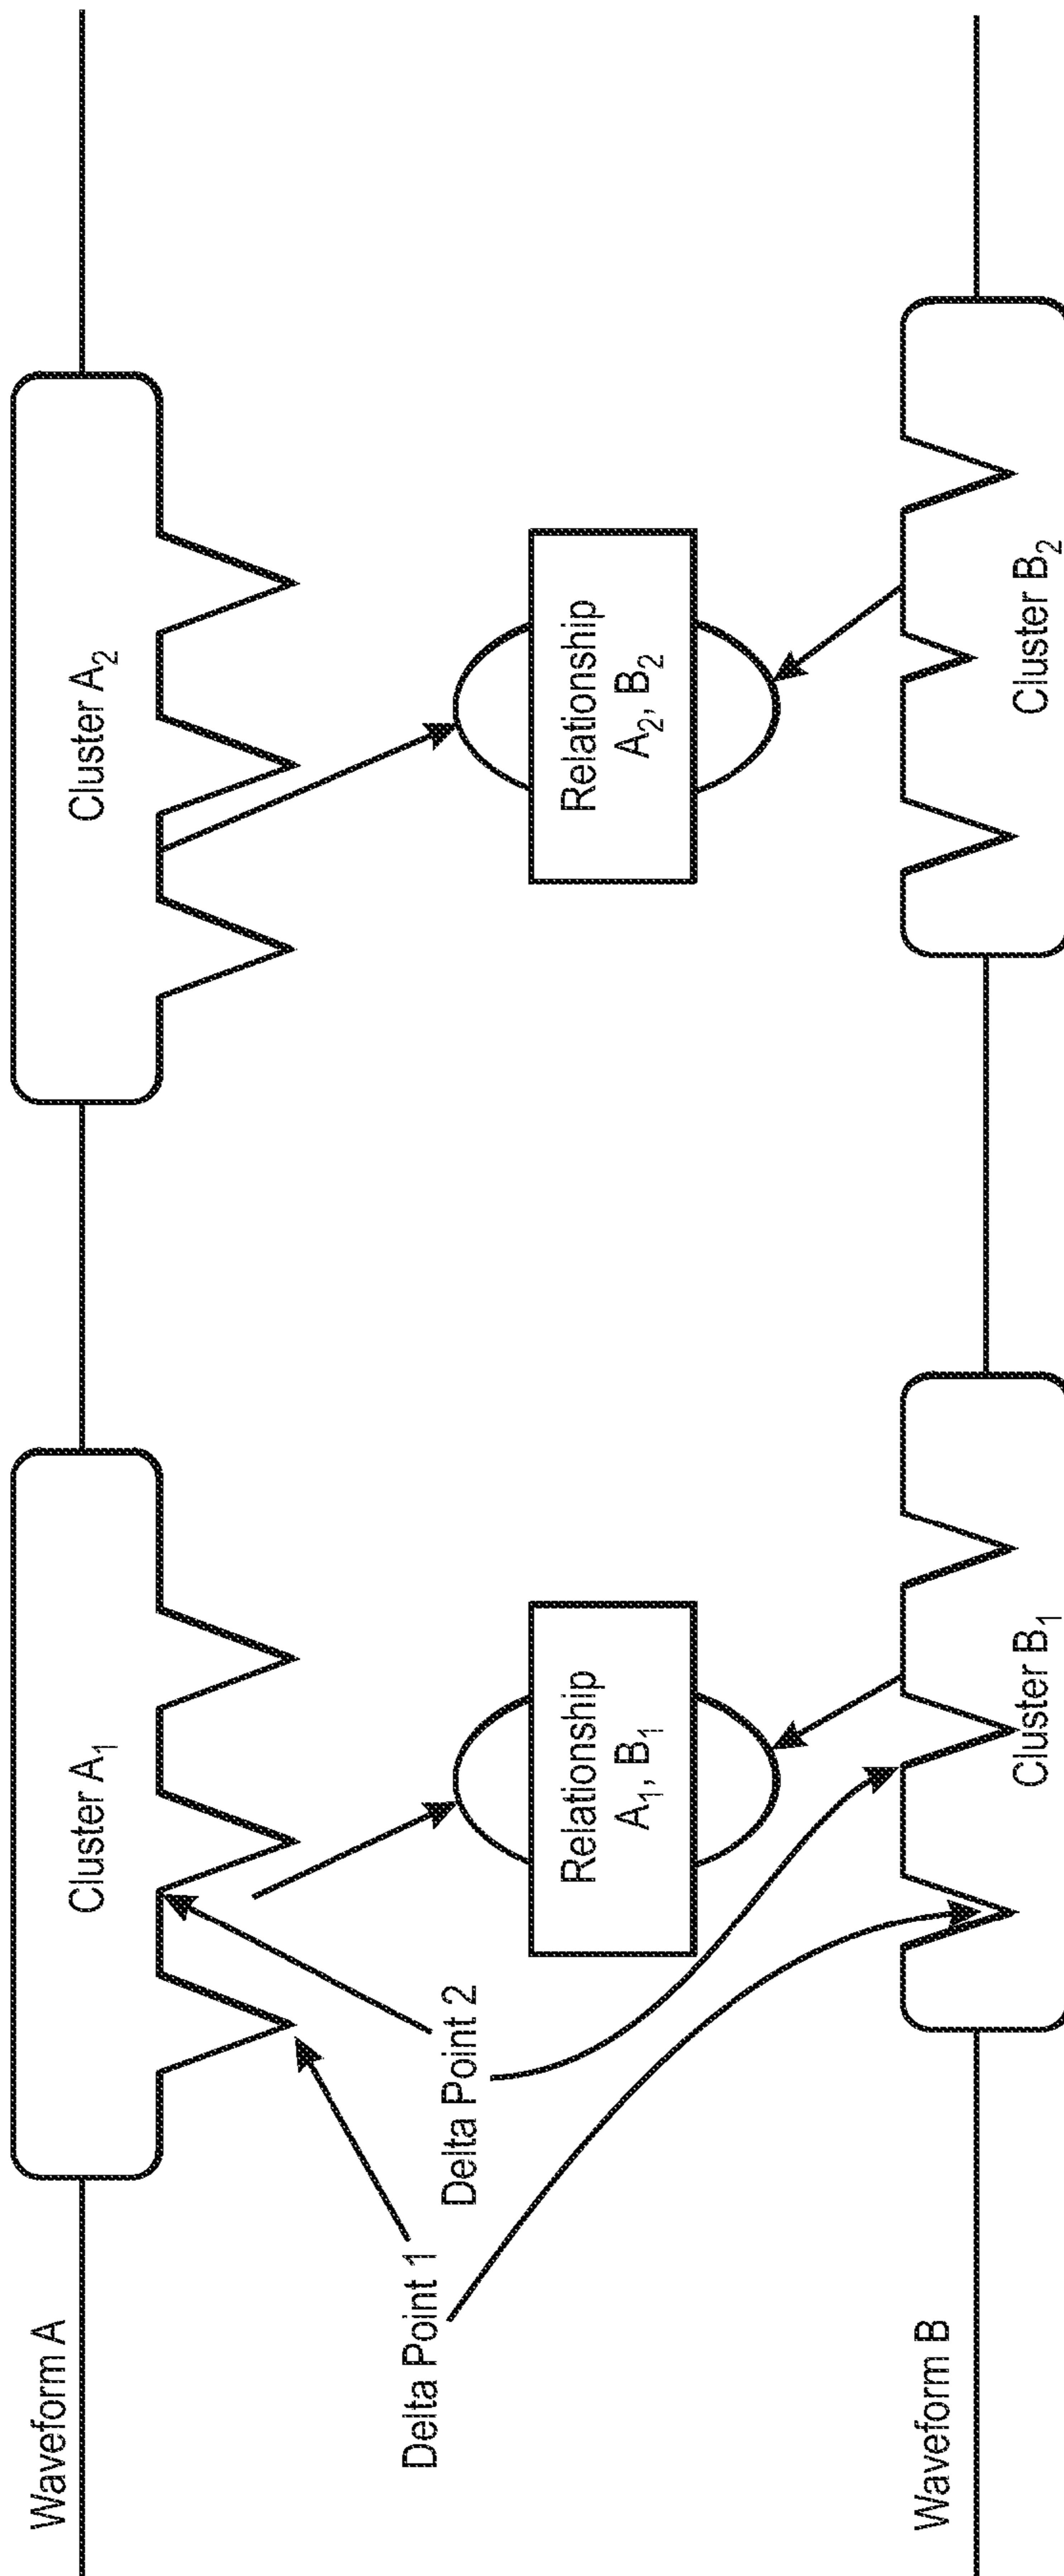 Waveform A
Cluster A₁
Cluster A₂
Delta Point 1
Delta Point 2
Relationship
A₁, B₁
Relationship
A₂, B₂
Waveform B
Cluster B₁
Cluster B₂